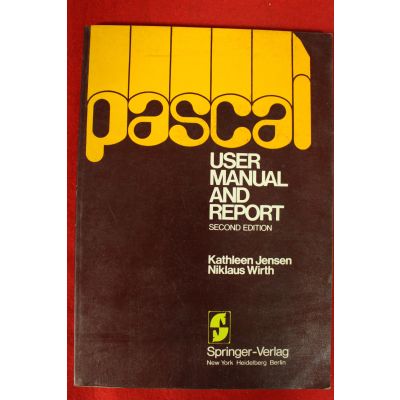 pascal
USER
MANUAL
AND
REPORT
SECOND EDITION
Kathleen Jensen
Niklaus Wirth
Springer-Verlag
New York Heidelberg Berlin